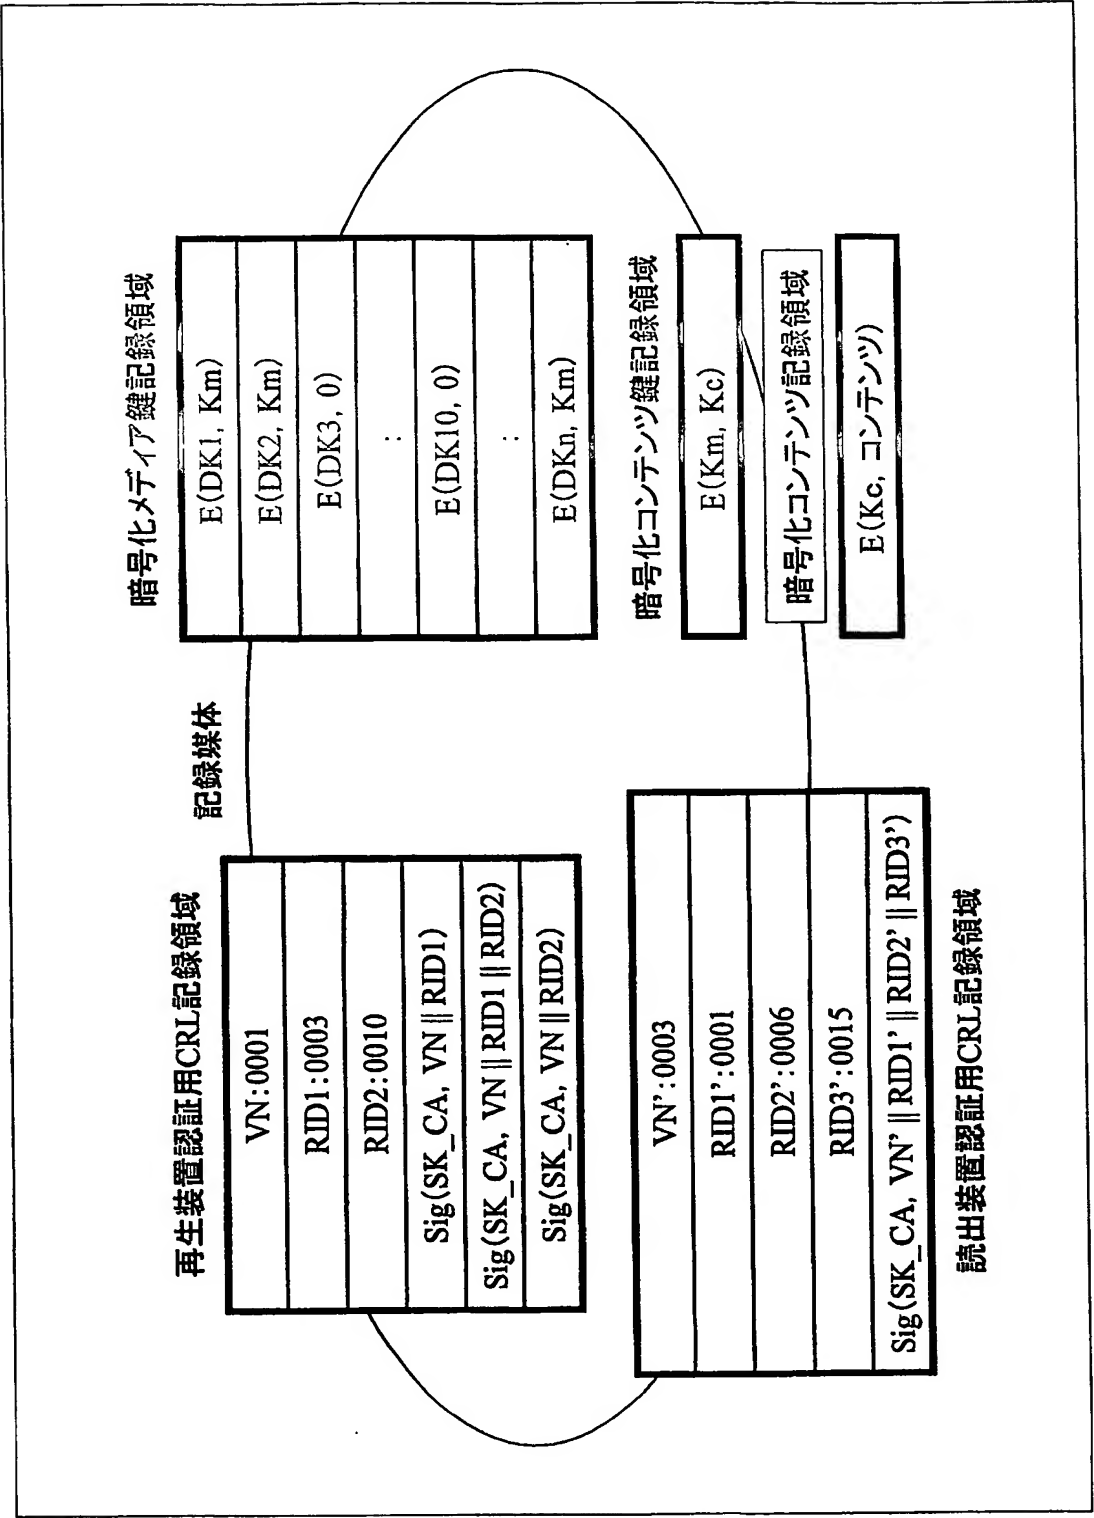 記録媒体
再生装置認証用CRL記録領域
VN:0001
RID1:0003
RID2:0010
Sig(SK_CA, VN || RID1)
Sig(SK_CA, VN || RID1 || RID2)
Sig(SK_CA, VN || RID2)
読出装置認証用CRL記録領域
VN':0003
RID1':0001
RID2':0006
RID3':0015
Sig(SK_CA, VN' || RID1' || RID2' || RID3')
暗号化メディア鍵記録領域
E(DK1, Km)
E(DK2, Km)
E(DK3, 0)
:
E(DK10, 0)
:
E(DKn, Km)
暗号化コンテンツ鍵記録領域
E(Km, Kc)
暗号化コンテンツ記録領域
E(Kc, コンテンツ)